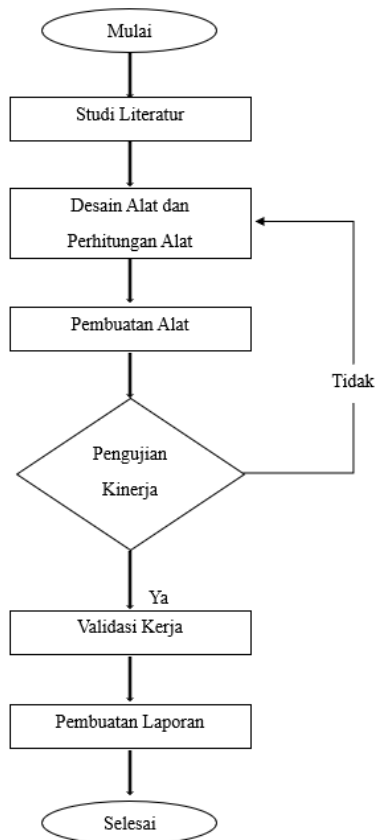 Mulai
Studi Literatur
Desain Alat dan
Perhitungan Alat
Pembuatan Alat
Tidak
Pengujian
Kinerja
Ya
Validasi Kerja
Pembuatan Laporan
Selesai